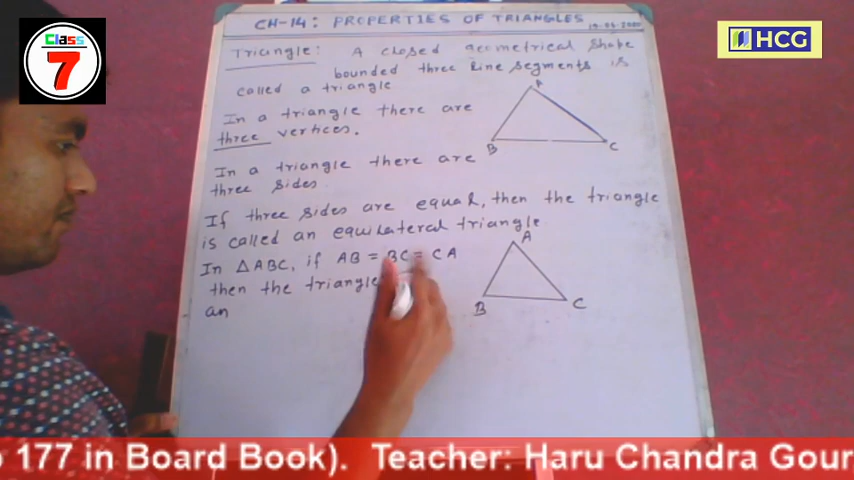 CH-14: PROPERTIES OF TRIANGLES
Class
7
HCG
Triangle: A closed geometrical shape
bounded three line segments is
called a triangle
In a triangle there are
three vertices.
A
B
C
In a triangle there are
three sides.
If three sides are equal, then the triangle
is called an equilateral triangle
In △ABC, if AB = BC = CA
then the triangle
an
A
B
C
177 in Board Book). Teacher: Haru Chandra Gour